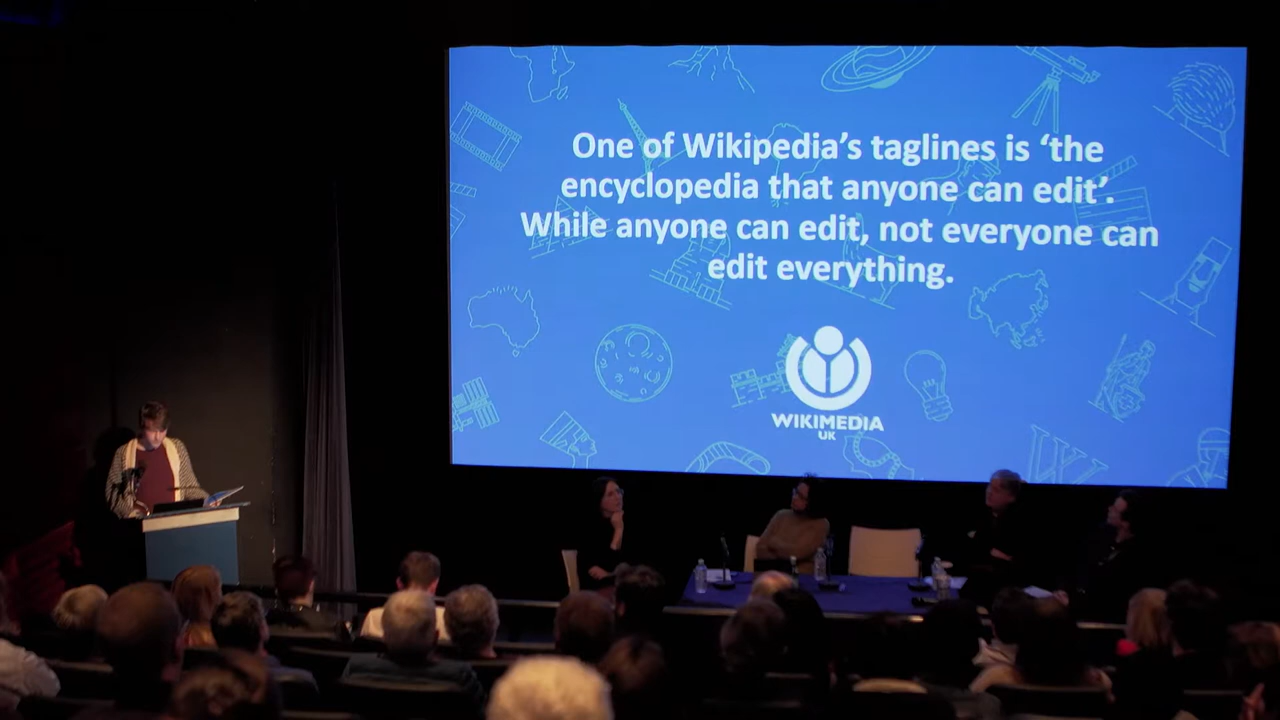 One of Wikipedia’s taglines is ‘the
encyclopedia that anyone can edit’.
While anyone can edit, not everyone can
edit everything.
WIKIMEDIA
UK